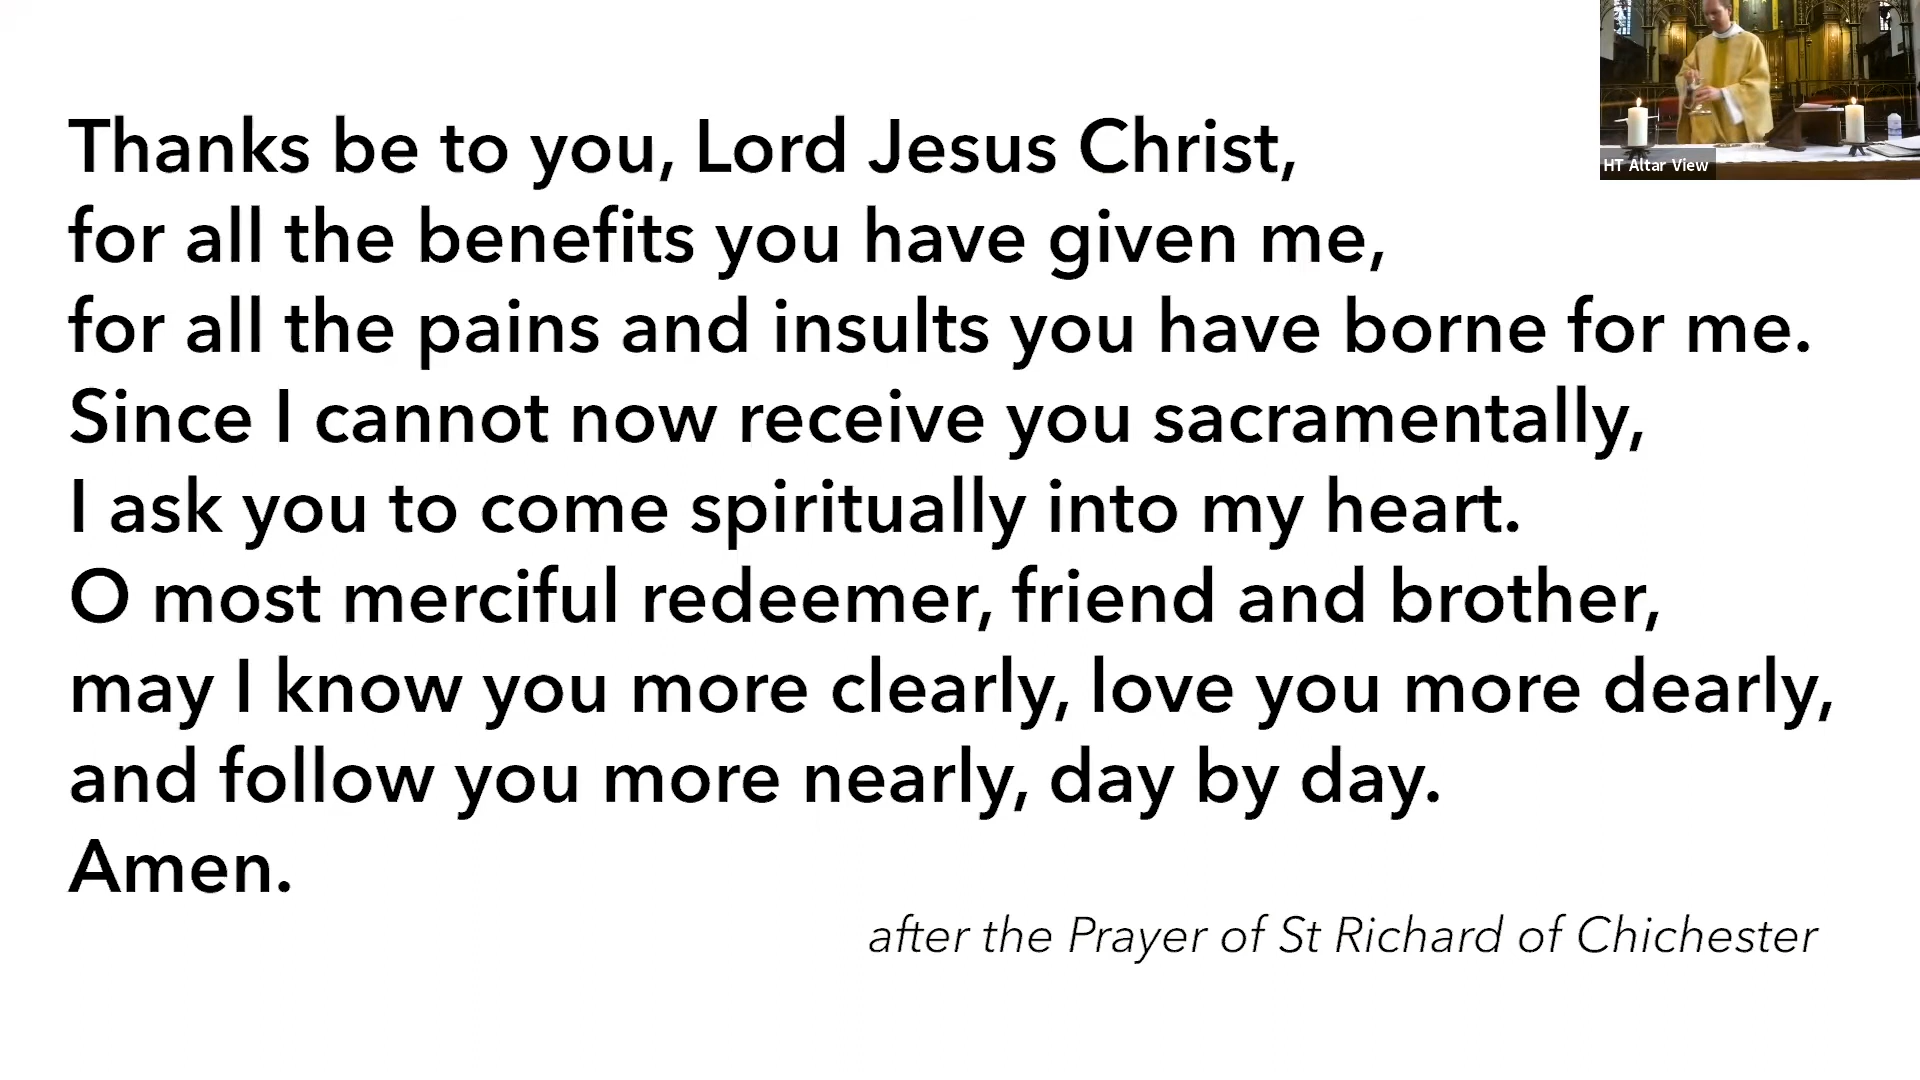 Thanks be to you, Lord Jesus Christ,
for all the benefits you have given me,
for all the pains and insults you have borne for me.
Since I cannot now receive you sacramentally,
I ask you to come spiritually into my heart.
O most merciful redeemer, friend and brother,
may I know you more clearly, love you more dearly,
and follow you more nearly, day by day.
Amen.
after the Prayer of St Richard of Chichester
HT Altar View